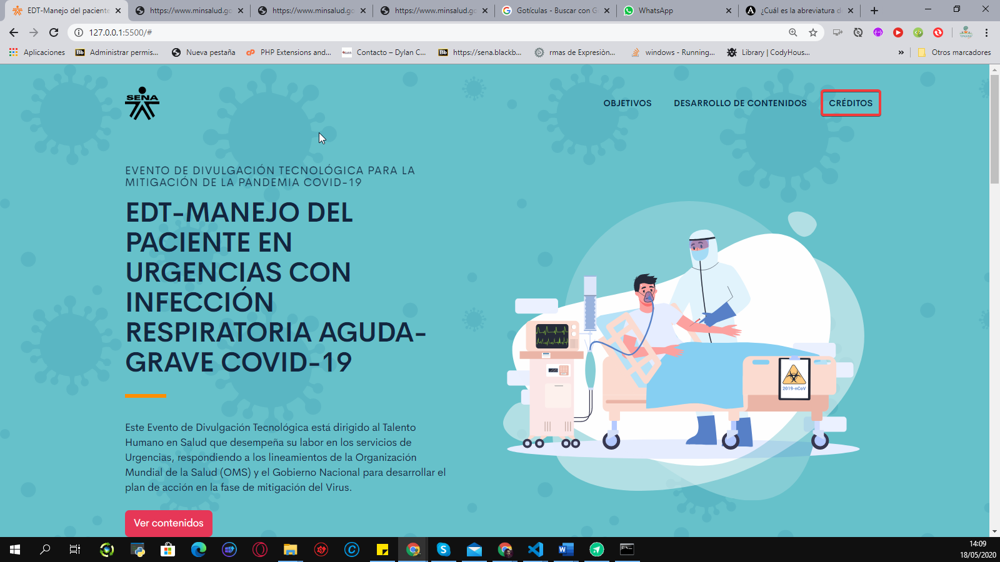 EDT-Manejo del paciente
https://www.minsalud.go
https://www.minsalud.go
https://www.minsalud.go
Gotículas - Buscar con G
WhatsApp
¿Cuál es la abreviatura d
127.0.0.1:5500/#
Aplicaciones
Bb Administrar permis...
Nueva pestaña
PHP Extensions and...
Contacto – Dylan C...
Bb https://sena.blackb...
rmas de Expresiòn...
windows - Running...
Library | CodyHous...
»
Otros marcadores
SENA
OBJETIVOS
DESARROLLO DE CONTENIDOS
CRÉDITOS
EVENTO DE DIVULGACIÓN TECNOLÓGICA PARA LA
MITIGACIÓN DE LA PANDEMIA COVID-19
EDT-MANEJO DEL
PACIENTE EN
URGENCIAS CON
INFECCIÓN
RESPIRATORIA AGUDA-
GRAVE COVID-19
Este Evento de Divulgación Tecnológica está dirigido al Talento
Humano en Salud que desempeña su labor en los servicios de
Urgencias, respondiendo a los lineamientos de la Organización
Mundial de la Salud (OMS) y el Gobierno Nacional para desarrollar el
plan de acción en la fase de mitigación del Virus.
Ver contenidos
2019-nCoV
14:09
18/05/2020